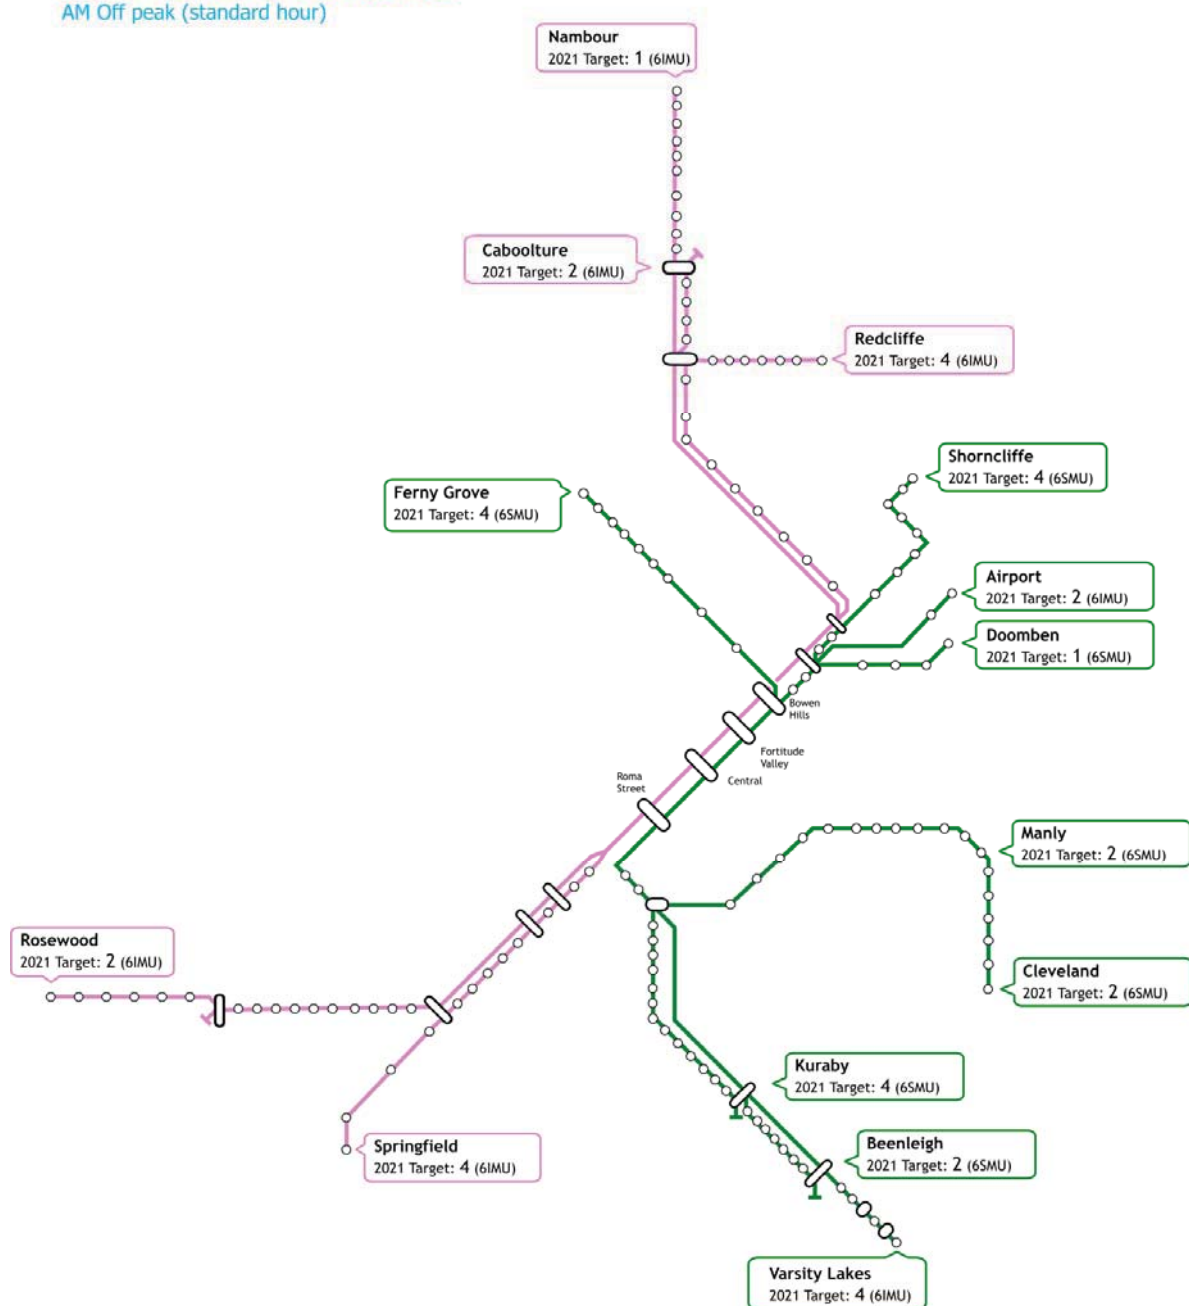 AM Off peak (standard hour)
Nambour
2021 Target: 1 (6IMU)
Caboolture
2021 Target: 2 (6IMU)
Redcliffe
2021 Target: 4 (6IMU)
Shorncliffe
2021 Target: 4 (6SMU)
Ferny Grove
2021 Target: 4 (6SMU)
Airport
2021 Target: 2 (6IMU)
Doomben
2021 Target: 1 (6SMU)
Bowen
Hills
Fortitude
Valley
Central
Roma
Street
Manly
2021 Target: 2 (6SMU)
Rosewood
2021 Target: 2 (6IMU)
Cleveland
2021 Target: 2 (6SMU)
Kuraby
2021 Target: 4 (6SMU)
Springfield
2021 Target: 4 (6IMU)
Beenleigh
2021 Target: 2 (6SMU)
Varsity Lakes
2021 Target: 4 (6IMU)